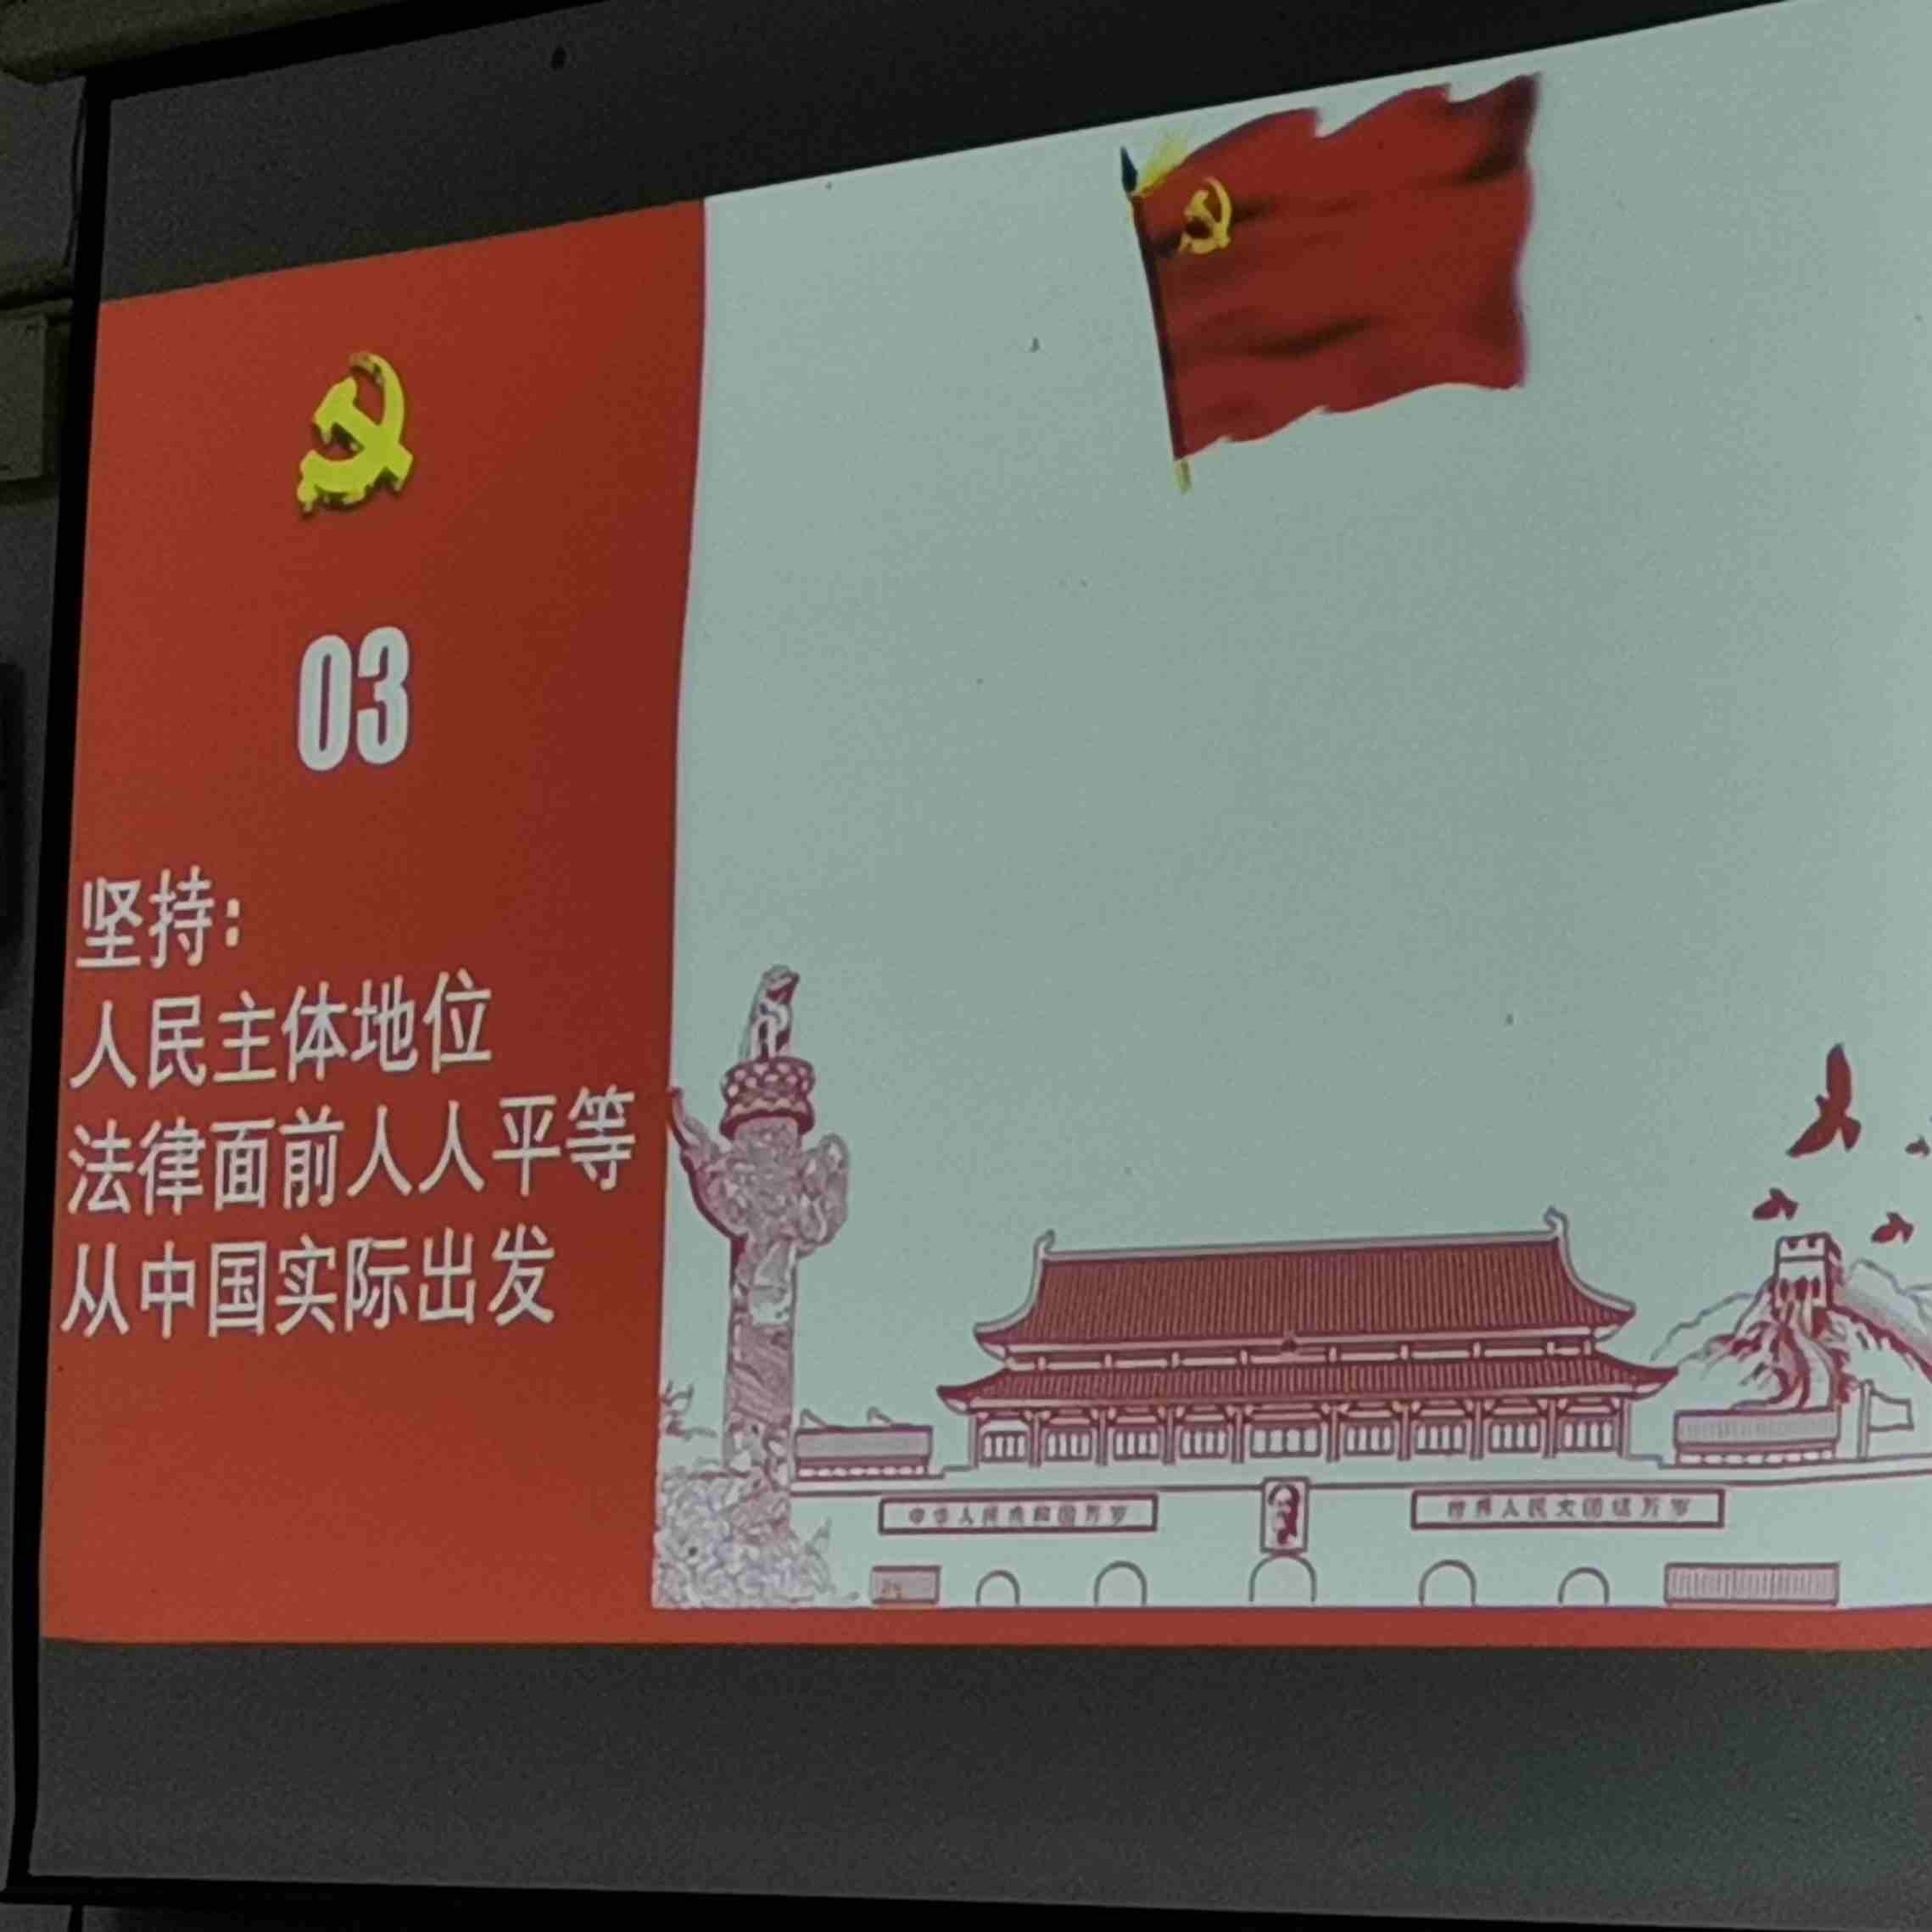 03
坚持:
人民主体地位
法律面前人人平等
从中国实际出发
中华人民共和国万岁
世界人民大团结万岁